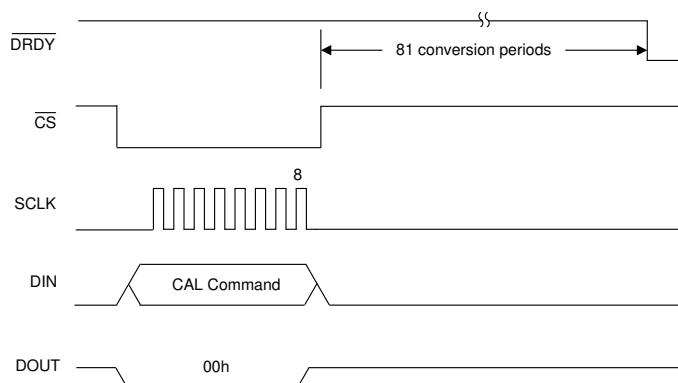 DRDY
81 conversion periods
CS
8
SCLK
DIN
CAL Command
DOUT
00h